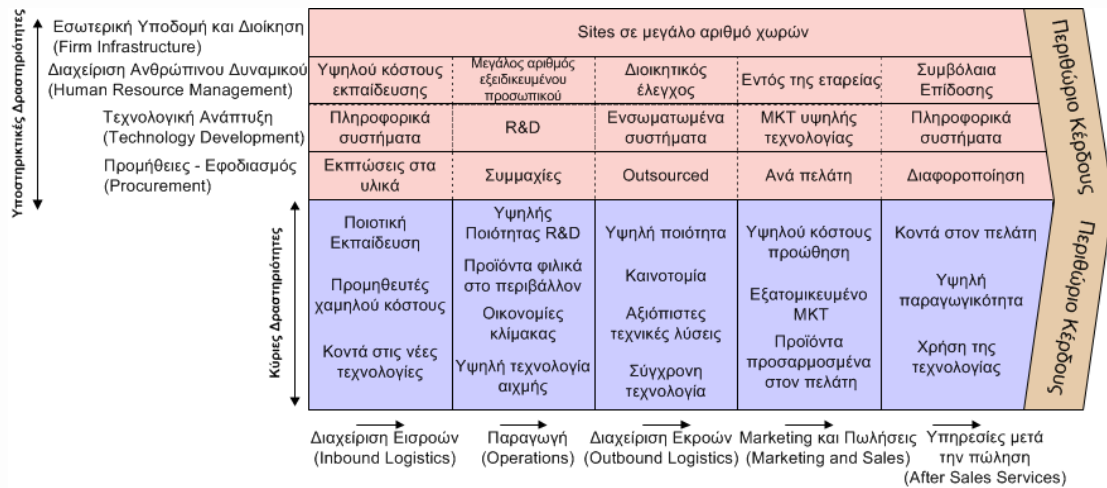 Υποστηρικτικές Δραστηριότητες
Εσωτερική Υποδομή και Διοίκηση
(Firm Infrastructure)
Sites σε μεγάλο αριθμό χωρών
Διαχείριση Ανθρώπινου Δυναμικού
(Human Resource Management)
Υψηλού κόστους
εκπαίδευσης
Μεγάλος αριθμός
εξειδικευμένου
προσωπικού
Διοικητικός
έλεγχος
Εντός της εταρείας
Συμβόλαια
Επίδοσης
Τεχνολογική Ανάπτυξη
(Technology Development)
Πληροφορικά
συστήματα
R&D
Ενσωματωμένα
συστήματα
ΜΚΤ υψηλής
τεχνολογίας
Πληροφορικά
συστήματα
Προμήθειες - Εφοδιασμός
(Procurement)
Εκπτώσεις στα
υλικά
Συμμαχίες
Outsourced
Ανά πελάτη
Διαφοροποίηση
Περιθώριο Κέρδους
Κύριες Δραστηριότητες
Ποιοτική
Εκπαίδευση
Προμηθευτές
χαμηλού κόστους
Κοντά στις νέες
τεχνολογίες
Υψηλής
Ποιότητας R&D
Προϊόντα φιλικά
στο περιβάλλον
Οικονομίες
κλίμακας
Υψηλή τεχνολογία
αιχμής
Υψηλή ποιότητα
Καινοτομία
Αξιόπιστες
τεχνικές λύσεις
Σύγχρονη
τεχνολογία
Υψηλού κόστους
προώθηση
Εξατομικευμένο
ΜΚΤ
Προϊόντα
προσαρμοσμένα
στον πελάτη
Κοντά στον πελάτη
Υψηλή
παραγωγικότητα
Χρήση της
τεχνολογίας
Περιθώριο Κέρδους
Διαχείριση Εισροών
(Inbound Logistics)
Παραγωγή
(Operations)
Διαχείριση Εκροών
(Outbound Logistics)
Marketing και Πωλήσεις
(Marketing and Sales)
Υπηρεσίες μετά
την πώληση
(After Sales Services)